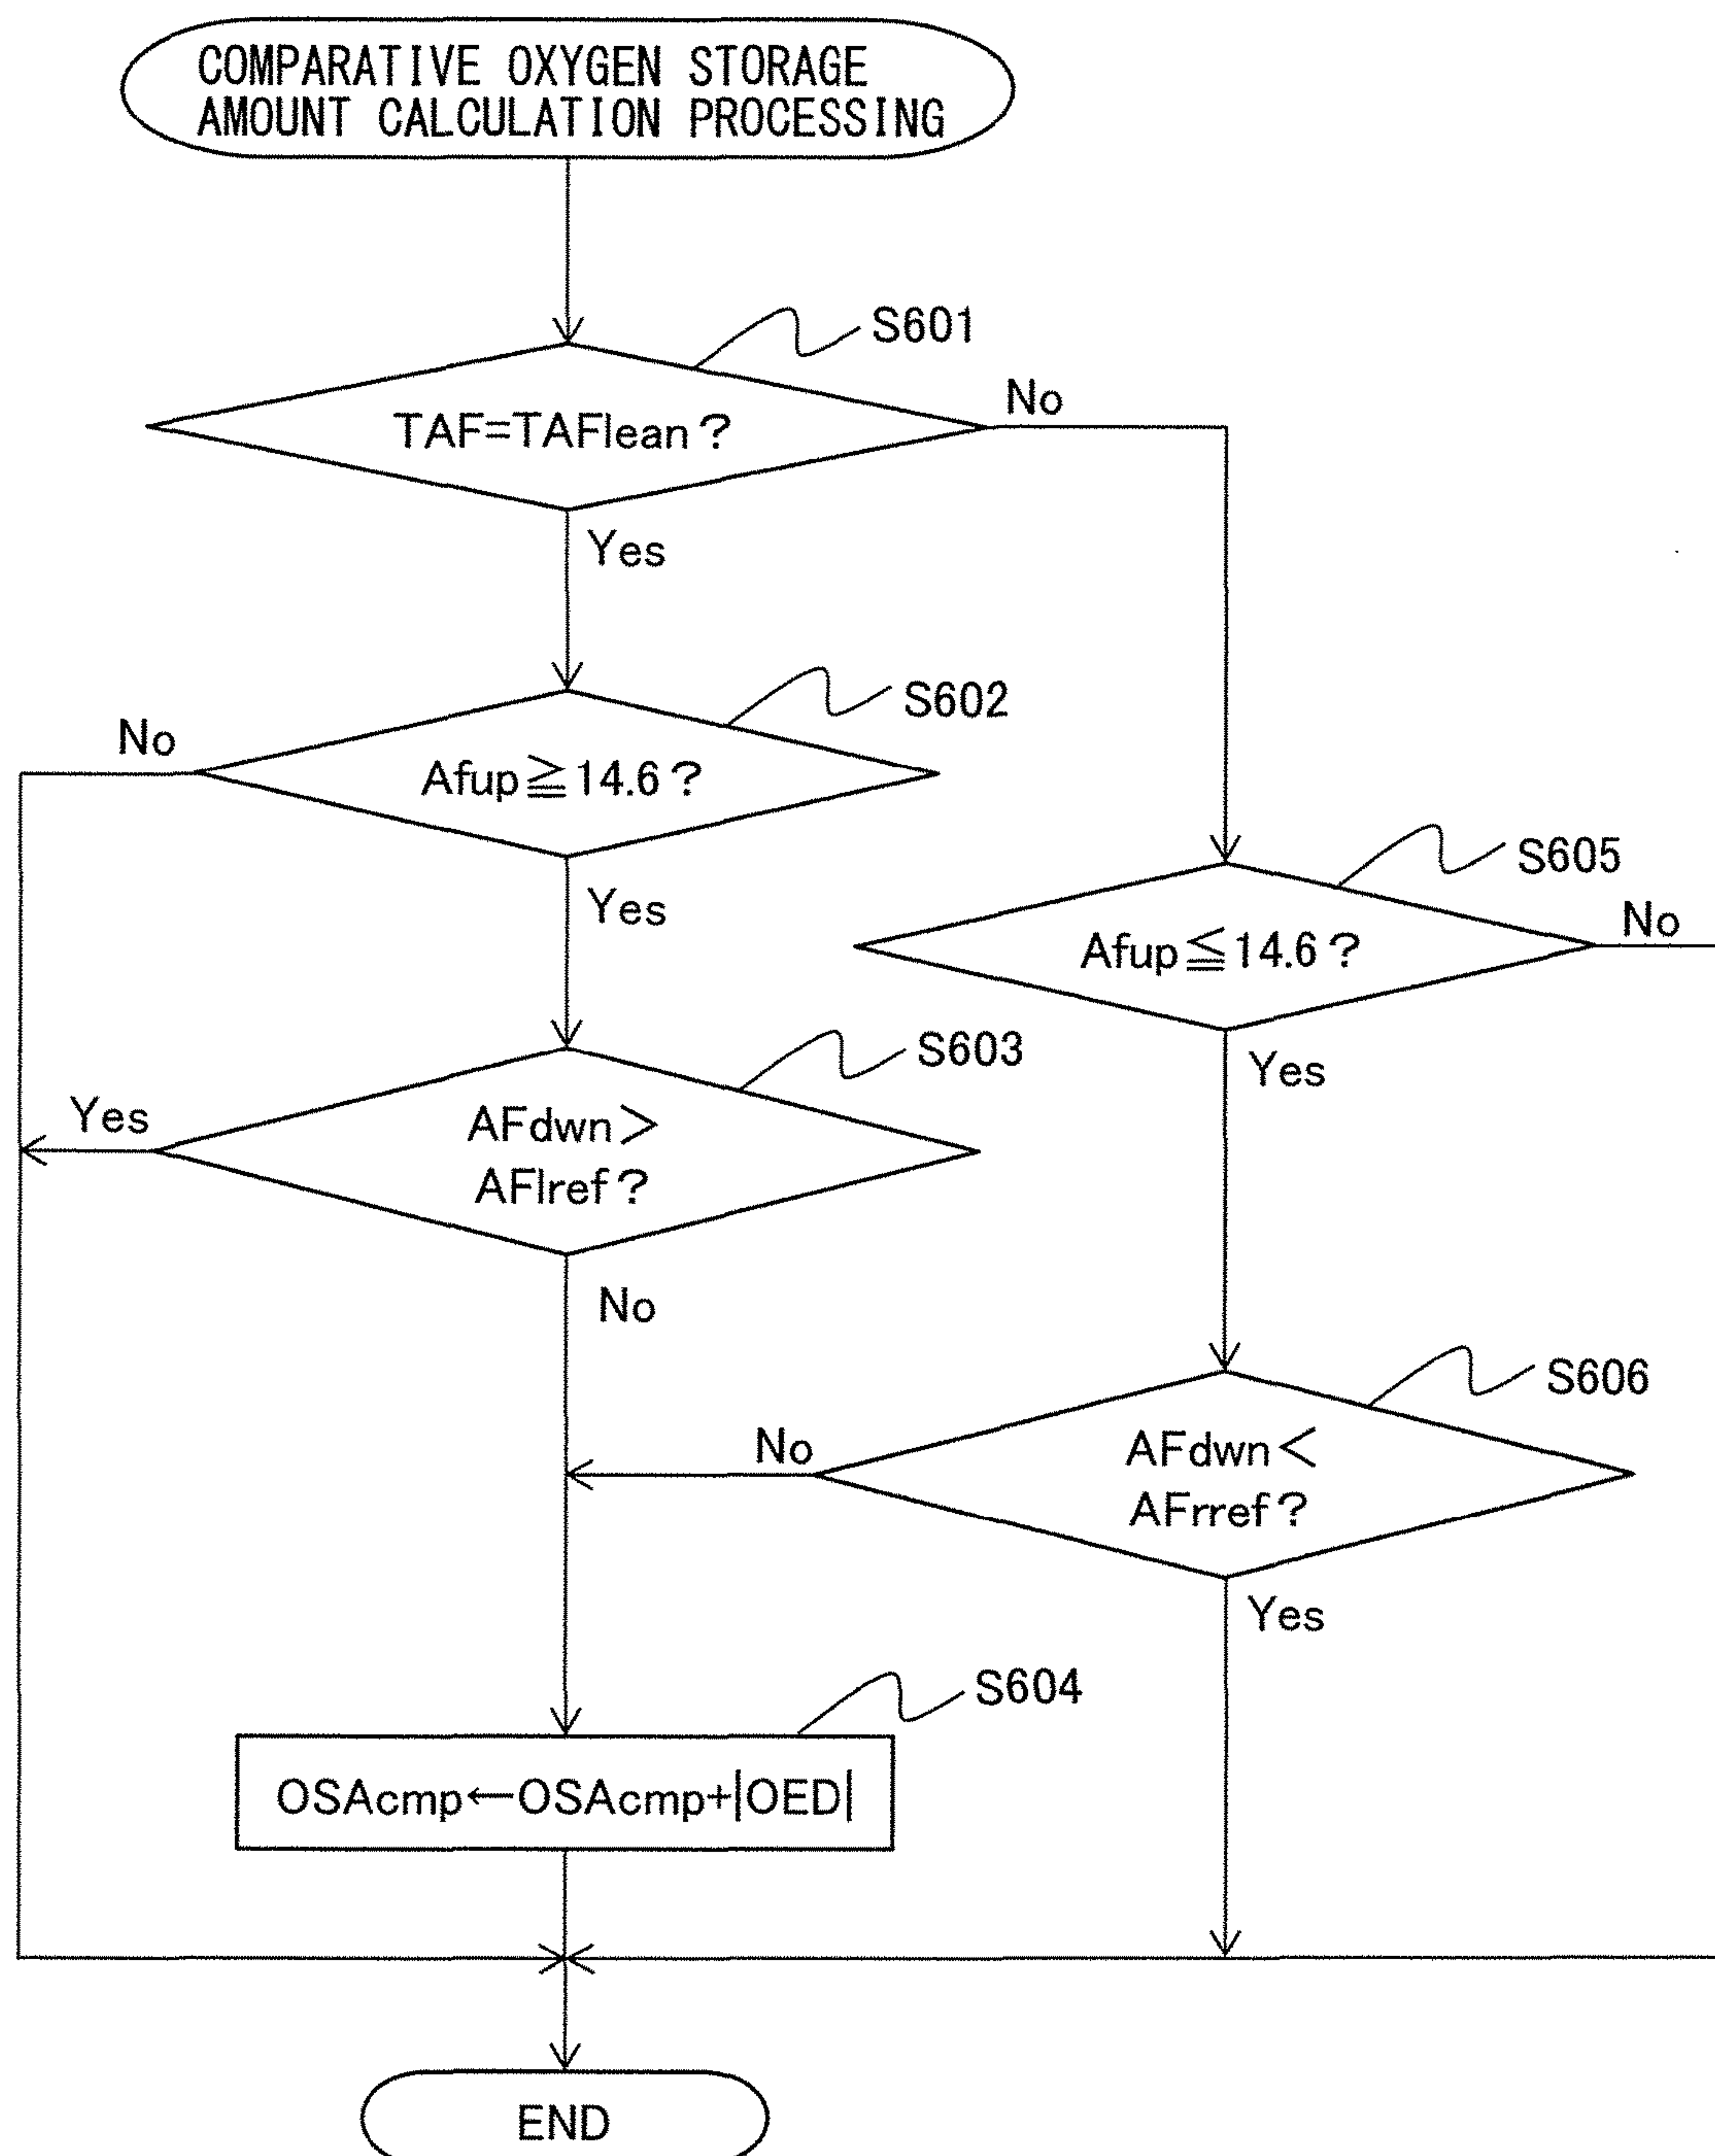 COMPARATIVE OXYGEN STORAGE
AMOUNT CALCULATION PROCESSING
S601
TAF=TAFlean?
No
Yes
S602
No
Afup≧14.6?
Yes
S605
Afup≦14.6?
No
Yes
S603
Yes
AFdwn>
AFlref?
No
S606
No
AFdwn<
AFrref?
Yes
S604
OSAcmp←OSAcmp+|OED|
END